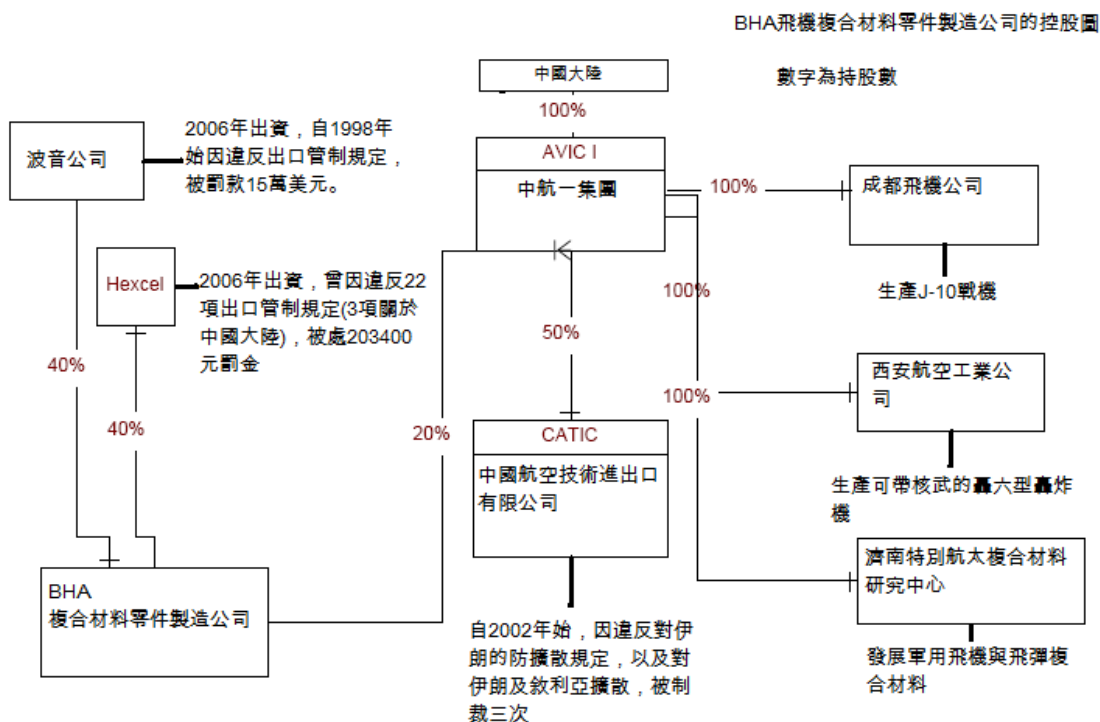 BHA飛機複合材料零件製造公司的控股圖
數字為持股數
中國大陸
100%
AVIC I
中航一集團
波音公司
2006年出資，自1998年
始因違反出口管制規定，
被罰款15萬美元。
Hexcel
2006年出資，曾因違反22
項出口管制規定(3項關於
中國大陸)，被處203400
元罰金
40%
40%
20%
50%
100%
100%
100%
成都飛機公司
生產J-10戰機
西安航空工業公
司
生產可帶核武的轟六型轟炸
機
CATIC
中國航空技術進出口
有限公司
自2002年始，因違反對伊
朗的防擴散規定，以及對
伊朗及敘利亞擴散，被制
裁三次
BHA
複合材料零件製造公司
濟南特別航太複合材料
研究中心
發展軍用飛機與飛彈複
合材料